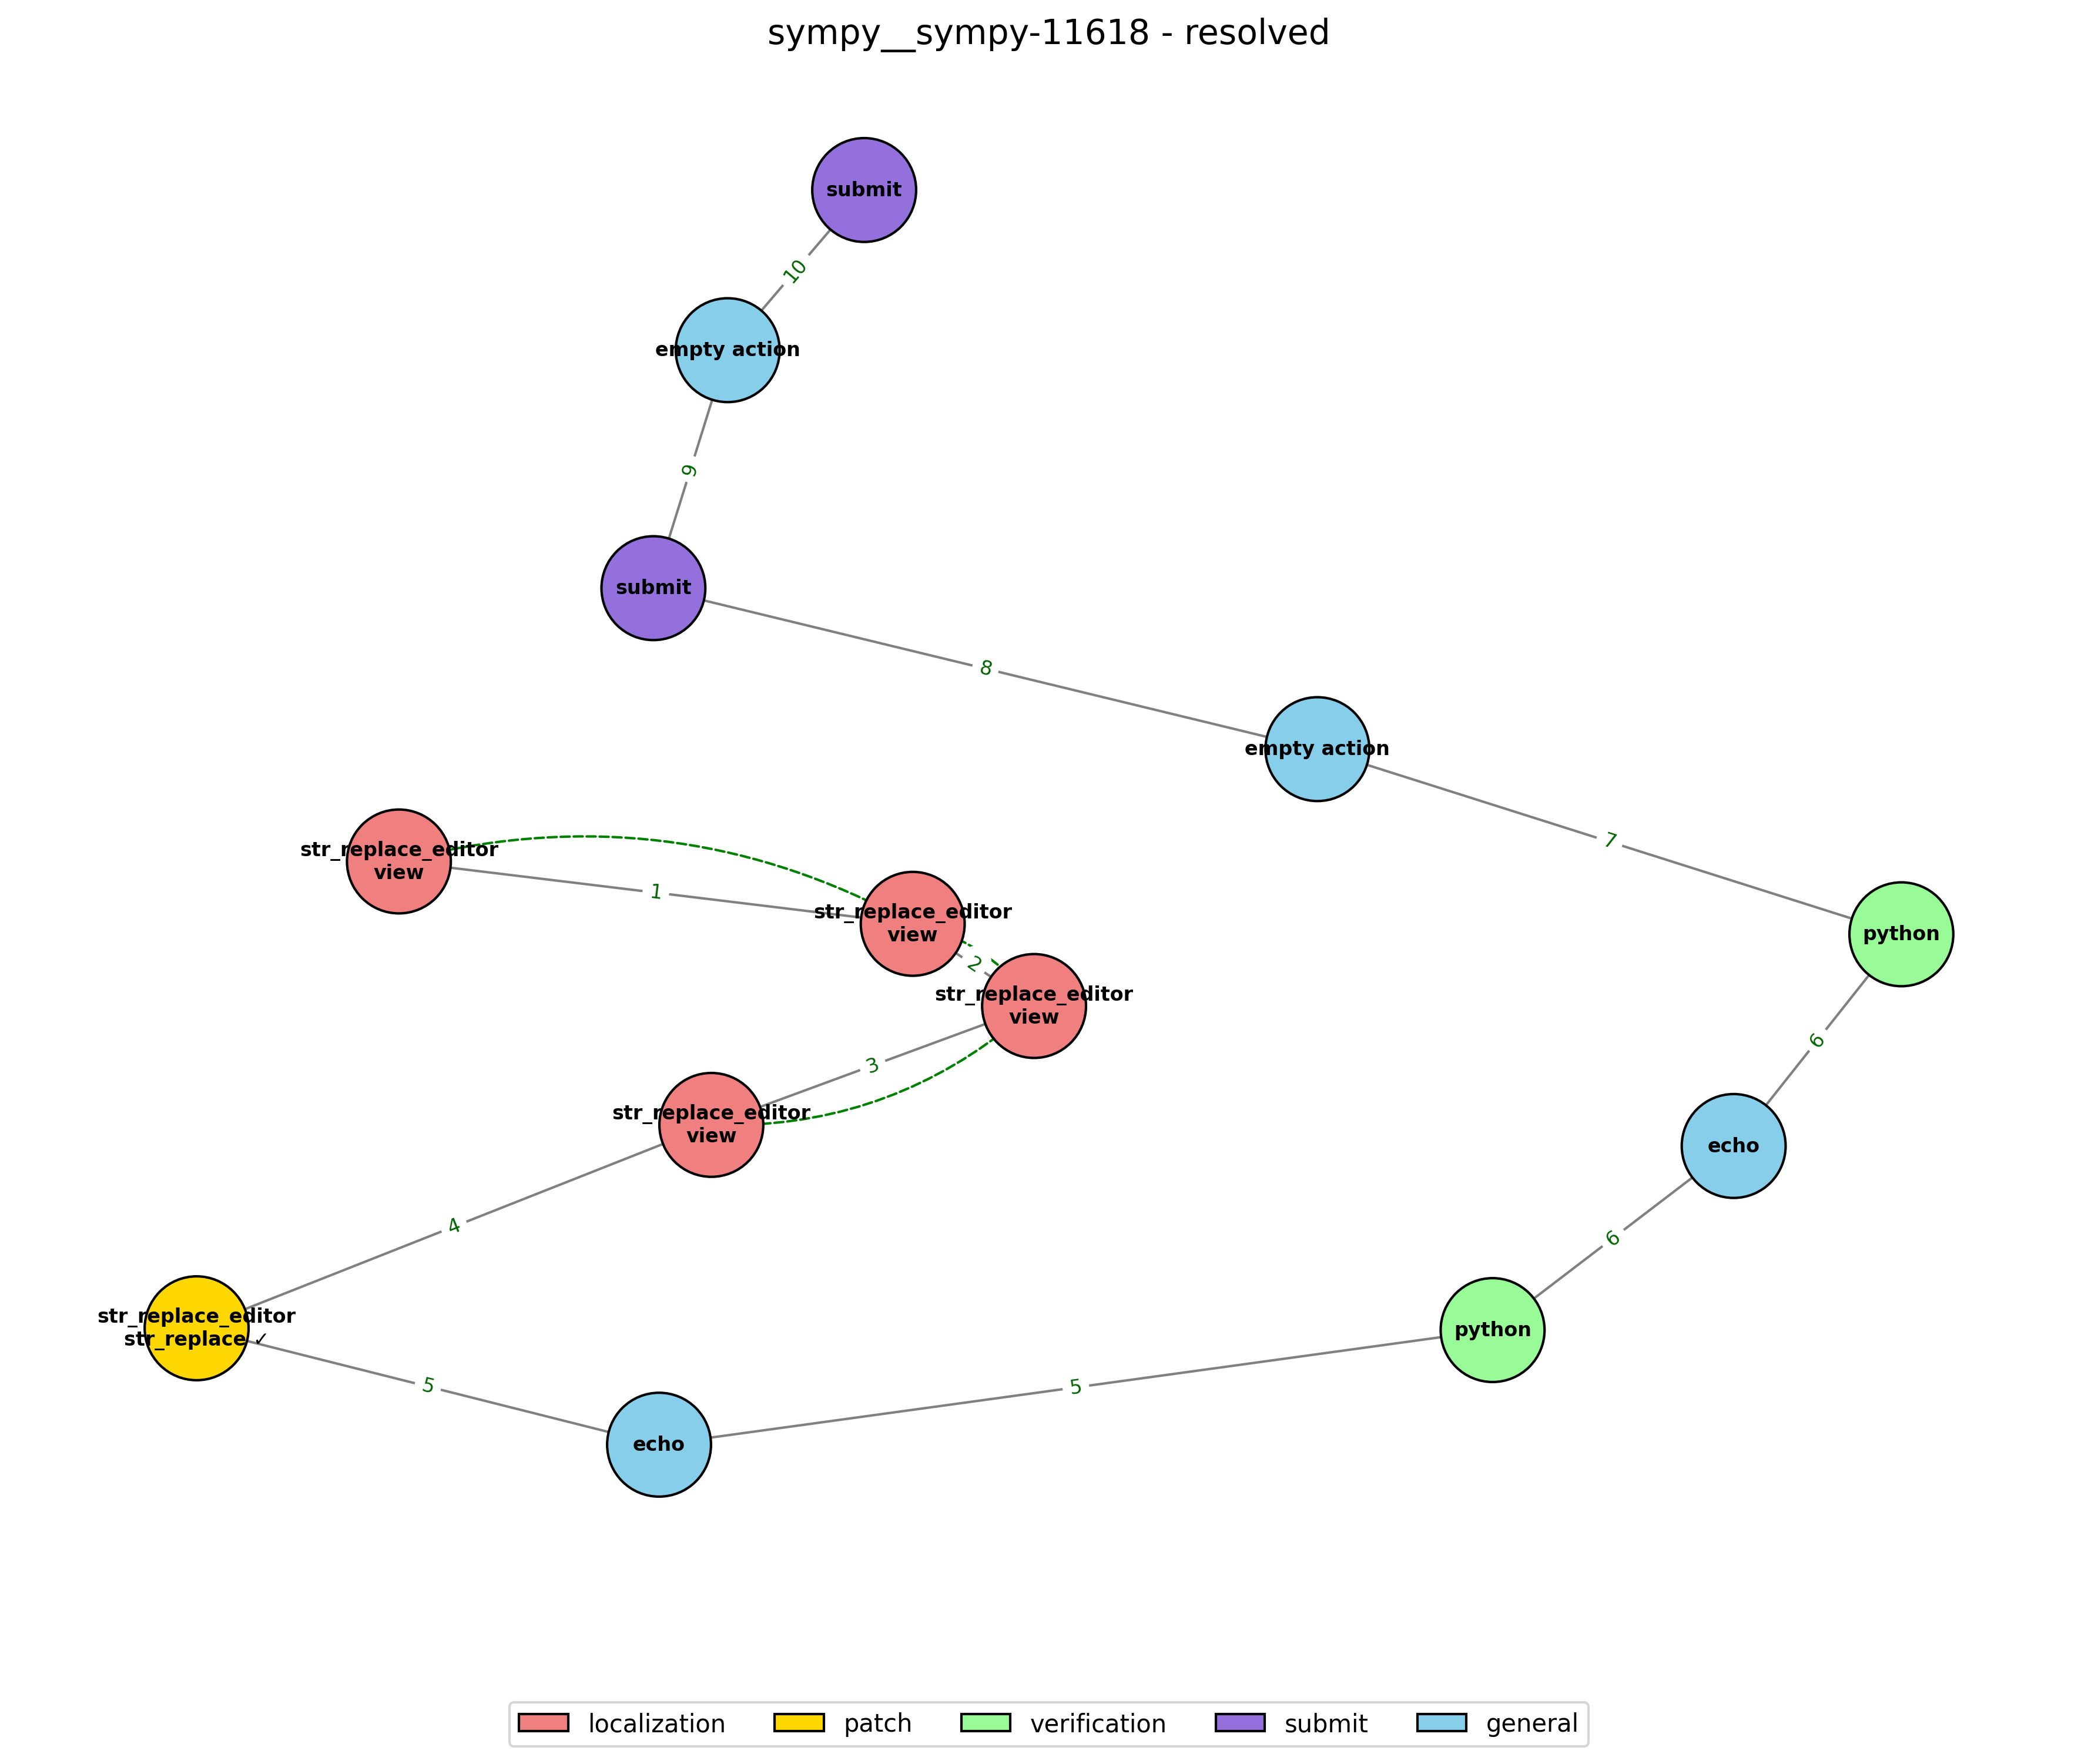 sympy__sympy-11618 - resolved
submit
10
empty action
9
submit
8
empty action
7
str_replace_editor
view
1
str_replace_editor
view
python
2
str_replace_editor
view
6
3
str_replace_editor
view
echo
4
6
str_replace_editor
str_replace ✓
python
5
5
echo
localization
patch
verification
submit
general